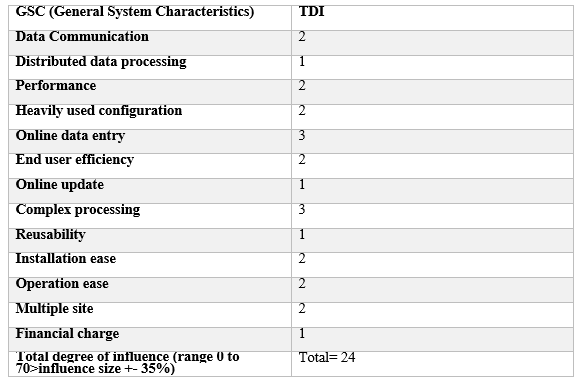 GSC (General System Characteristics) TDI
Data Communication 2
Distributed data processing 1
Performance 2
Heavily used configuration 2
Online data entry 3
End user efficiency 2
Online update 1
Complex processing 3
Reusability 1
Installation ease 2
Operation ease 2
Multiple site 2
Financial charge 1
Total degree of influence (range 0 to Total= 24
70>influence size +- 35%)